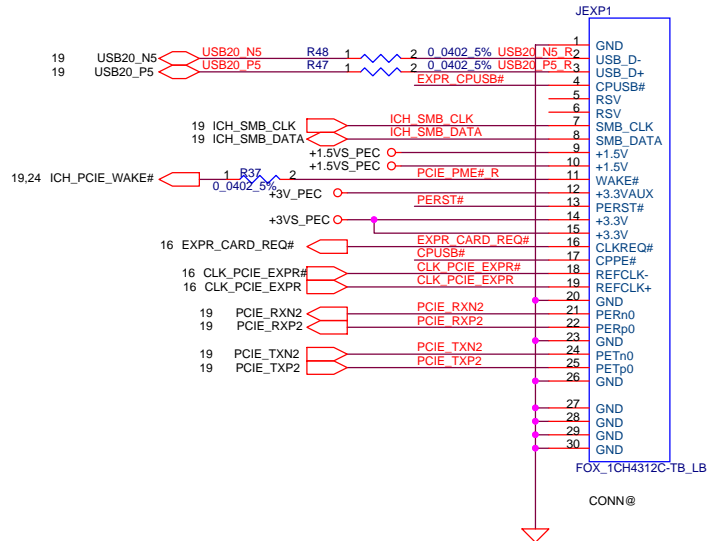 JEXP1
1 GND
19 USB20_N5 USB20_N5 R48 1 2 0_0402_5% USB20_N5_R 2 USB_D-
19 USB20_P5 USB20_P5 R47 1 2 0_0402_5% USB20_P5_R 3 USB_D+
EXPR_CPUSB# 4 CPUSB#
5 RSV
6 RSV
19 ICH_SMB_CLK ICH_SMB_CLK 7 SMB_CLK
19 ICH_SMB_DATA ICH_SMB_DATA 8 SMB_DATA
+1.5VS_PEC 9 +1.5V
+1.5VS_PEC 10 +1.5V
19,24 ICH_PCIE_WAKE# 1 R37 2 0_0402_5% PCIE_PME#_R 11 WAKE#
+3V_PEC 12 +3.3VAUX
PERST# 13 PERST#
+3VS_PEC 14 +3.3V
15 +3.3V
16 EXPR_CARD_REQ# EXPR_CARD_REQ# 16 CLKREQ#
CPUSB# 17 CPPE#
16 CLK_PCIE_EXPR# CLK_PCIE_EXPR# 18 REFCLK-
16 CLK_PCIE_EXPR CLK_PCIE_EXPR 19 REFCLK+
20 GND
19 PCIE_RXN2 PCIE_RXN2 21 PERn0
19 PCIE_RXP2 PCIE_RXP2 22 PERp0
23 GND
19 PCIE_TXN2 PCIE_TXN2 24 PETn0
19 PCIE_TXP2 PCIE_TXP2 25 PETp0
26 GND
27 GND
28 GND
29 GND
30 GND
FOX_1CH4312C-TB_LB
CONN@